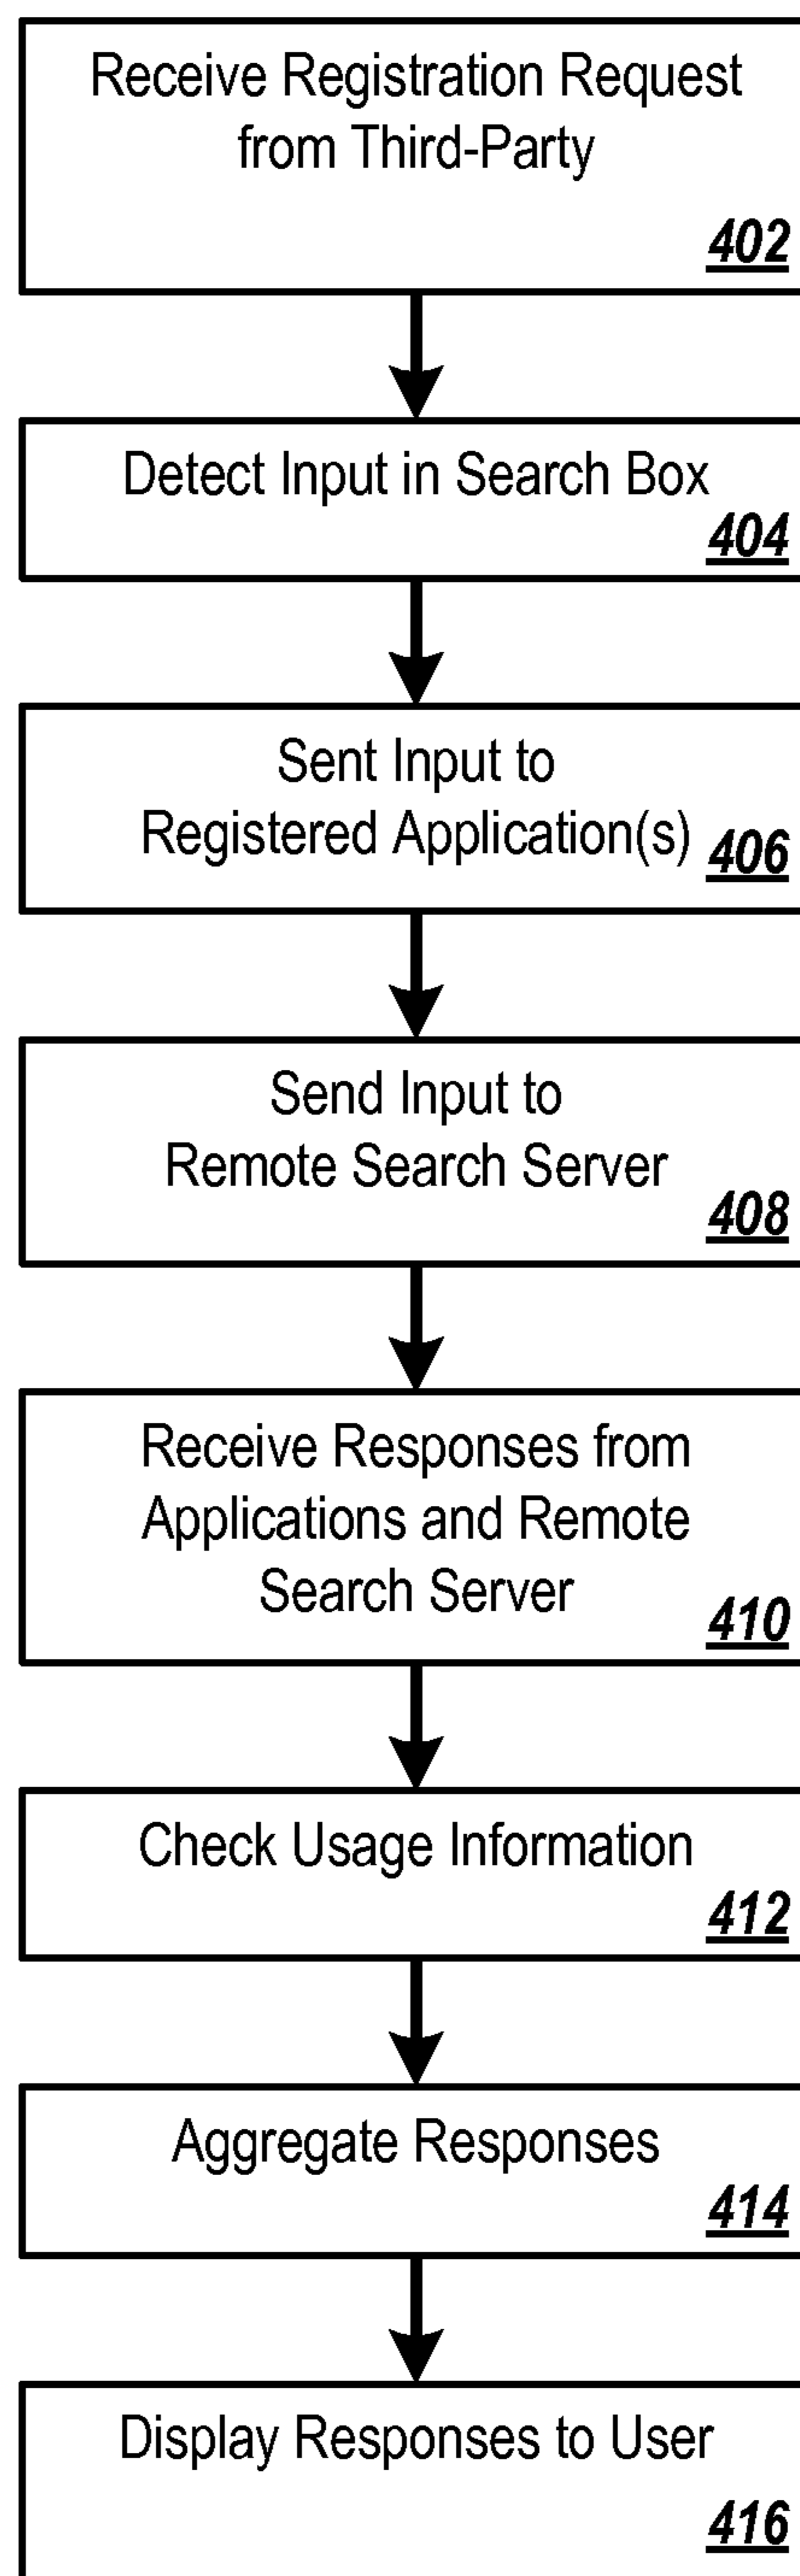 Receive Registration Request
from Third-Party
402
Detect Input in Search Box
404
Sent Input to
Registered Application(s)
406
Send Input to
Remote Search Server
408
Receive Responses from
Applications and Remote
Search Server
410
Check Usage Information
412
Aggregate Responses
414
Display Responses to User
416